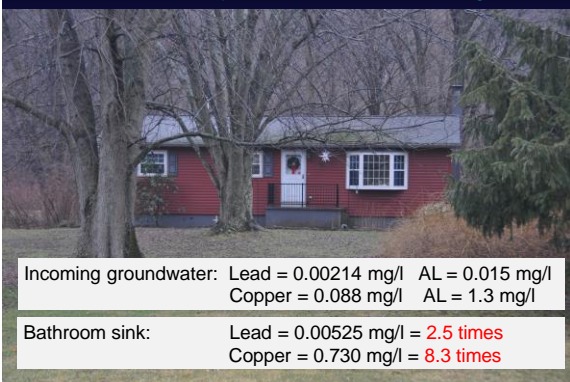 Incoming groundwater: Lead = 0.00214 mg/l AL = 0.015 mg/l
Copper = 0.088 mg/l AL = 1.3 mg/l
Bathroom sink: Lead = 0.00525 mg/l = 2.5 times
Copper = 0.730 mg/l = 8.3 times